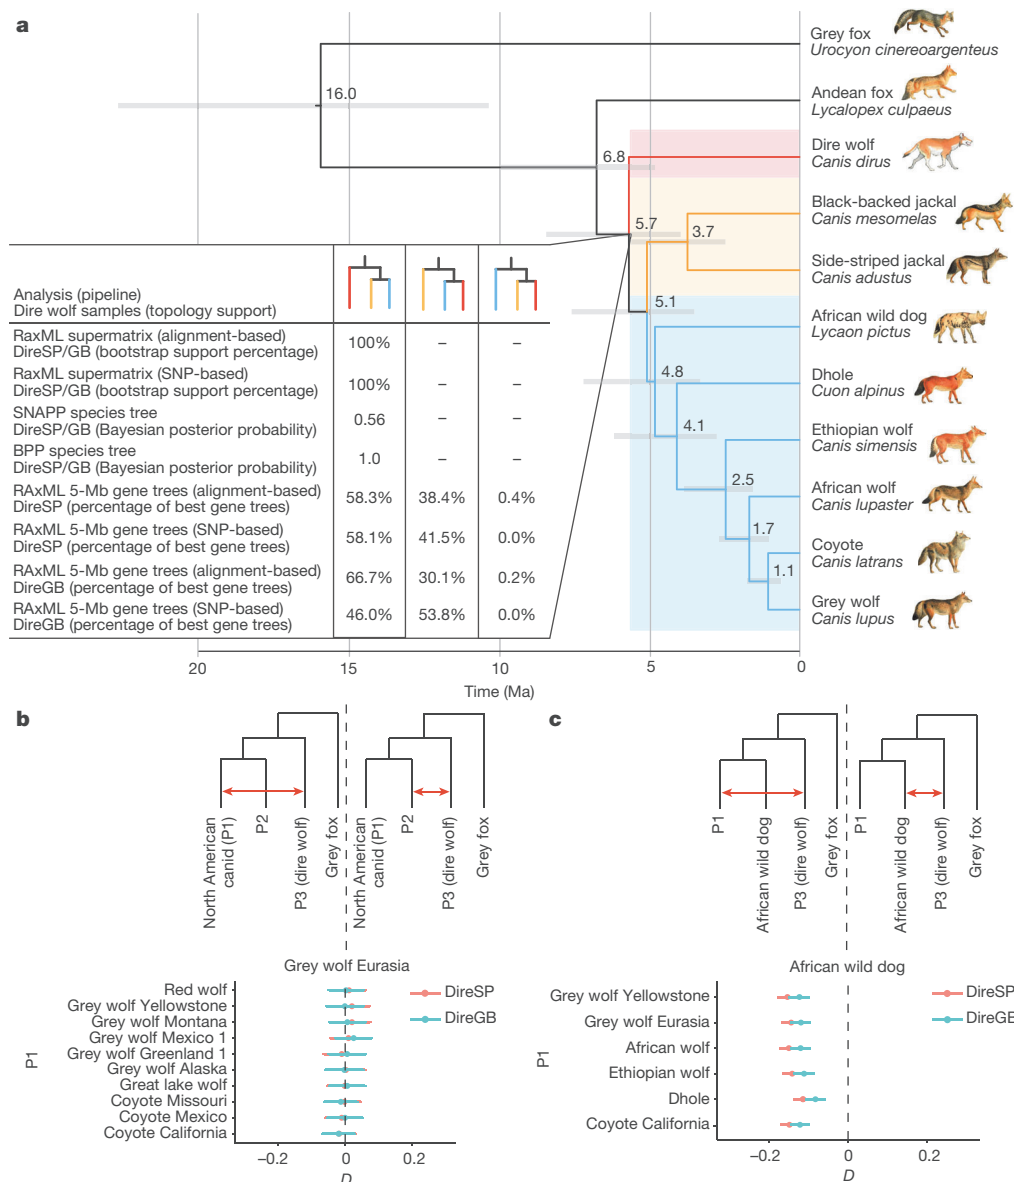 a
Grey fox
Urocyon cinereoargenteus
Andean fox
Lycalopex culpaeus
Dire wolf
Canis dirus
Black-backed jackal
Canis mesomelas
Side-striped jackal
Canis adustus
African wild dog
Lycaon pictus
Dhole
Cuon alpinus
Ethiopian wolf
Canis simensis
African wolf
Canis lupaster
Coyote
Canis latrans
Grey wolf
Canis lupus
16.0
6.8
5.7
3.7
5.1
4.8
4.1
2.5
1.7
1.1
Analysis (pipeline)
Dire wolf samples (topology support)
RaxML supermatrix (alignment-based)
DireSP/GB (bootstrap support percentage)
100% – –
RaxML supermatrix (SNP-based)
DireSP/GB (bootstrap support percentage)
100% – –
SNAPP species tree
DireSP/GB (Bayesian posterior probability)
0.56 – –
BPP species tree
DireSP/GB (Bayesian posterior probability)
1.0 – –
RAxML 5-Mb gene trees (alignment-based)
DireSP (percentage of best gene trees)
58.3% 38.4% 0.4%
RAxML 5-Mb gene trees (SNP-based)
DireSP (percentage of best gene trees)
58.1% 41.5% 0.0%
RAxML 5-Mb gene trees (alignment-based)
DireGB (percentage of best gene trees)
66.7% 30.1% 0.2%
RAxML 5-Mb gene trees (SNP-based)
DireGB (percentage of best gene trees)
46.0% 53.8% 0.0%
20 15 10 5 0
Time (Ma)
b
North American
canid (P1)
P2
P3 (dire wolf)
Grey fox
North American
canid (P1)
P2
P3 (dire wolf)
Grey fox
Grey wolf Eurasia
P1
Red wolf
Grey wolf Yellowstone
Grey wolf Montana
Grey wolf Mexico 1
Grey wolf Greenland 1
Grey wolf Alaska
Great lake wolf
Coyote Missouri
Coyote Mexico
Coyote California
DireSP
DireGB
–0.2 0 0.2
D
c
P1
African wild dog
P3 (dire wolf)
Grey fox
P1
African wild dog
P3 (dire wolf)
Grey fox
African wild dog
P1
Grey wolf Yellowstone
Grey wolf Eurasia
African wolf
Ethiopian wolf
Dhole
Coyote California
DireSP
DireGB
–0.2 0 0.2
D